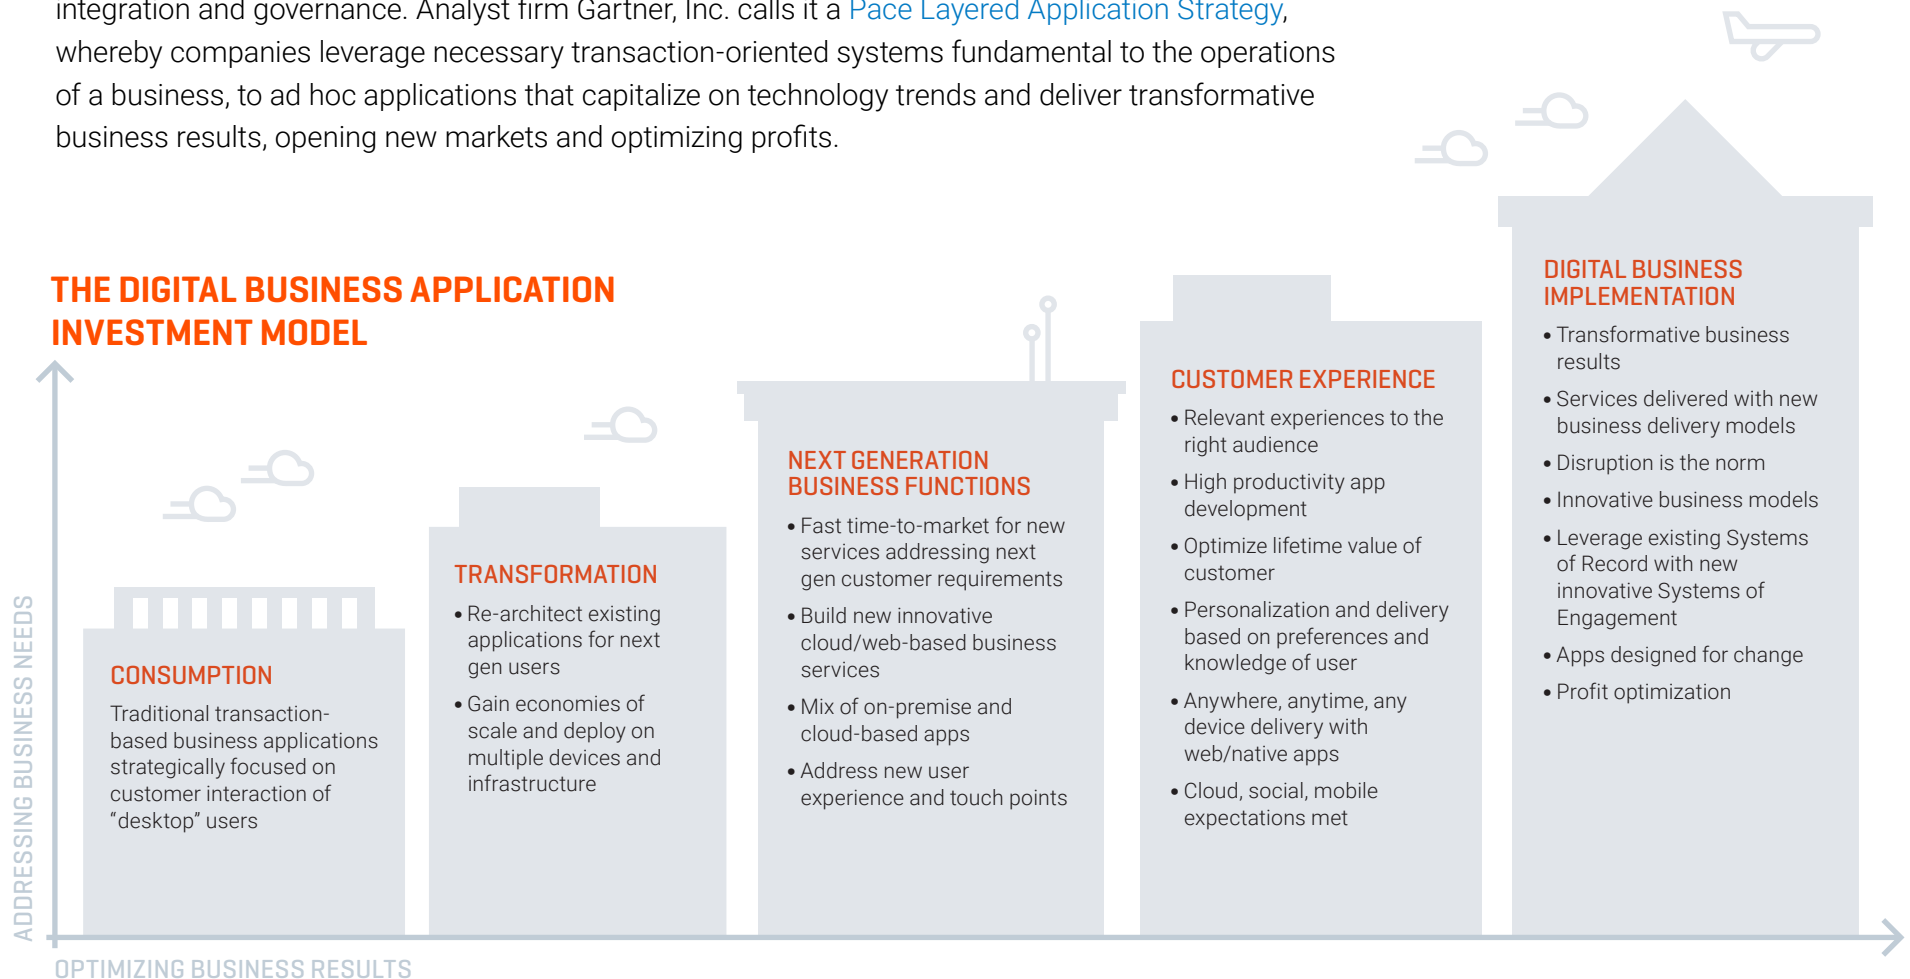 integration and governance. Analyst firm Gartner, Inc. calls it a Pace Layered Application Strategy,
whereby companies leverage necessary transaction-oriented systems fundamental to the operations
of a business, to ad hoc applications that capitalize on technology trends and deliver transformative
business results, opening new markets and optimizing profits.
THE DIGITAL BUSINESS APPLICATION
INVESTMENT MODEL
ADDRESSING BUSINESS NEEDS
CONSUMPTION
Traditional transaction-
based business applications
strategically focused on
customer interaction of
“desktop” users
TRANSFORMATION
• Re-architect existing
applications for next
gen users
• Gain economies of
scale and deploy on
multiple devices and
infrastructure
NEXT GENERATION
BUSINESS FUNCTIONS
• Fast time-to-market for new
services addressing next
gen customer requirements
• Build new innovative
cloud/web-based business
services
• Mix of on-premise and
cloud-based apps
• Address new user
experience and touch points
CUSTOMER EXPERIENCE
• Relevant experiences to the
right audience
• High productivity app
development
• Optimize lifetime value of
customer
• Personalization and delivery
based on preferences and
knowledge of user
• Anywhere, anytime, any
device delivery with
web/native apps
• Cloud, social, mobile
expectations met
DIGITAL BUSINESS
IMPLEMENTATION
• Transformative business
results
• Services delivered with new
business delivery models
• Disruption is the norm
• Innovative business models
• Leverage existing Systems
of Record with new
innovative Systems of
Engagement
• Apps designed for change
• Profit optimization
OPTIMIZING BUSINESS RESULTS